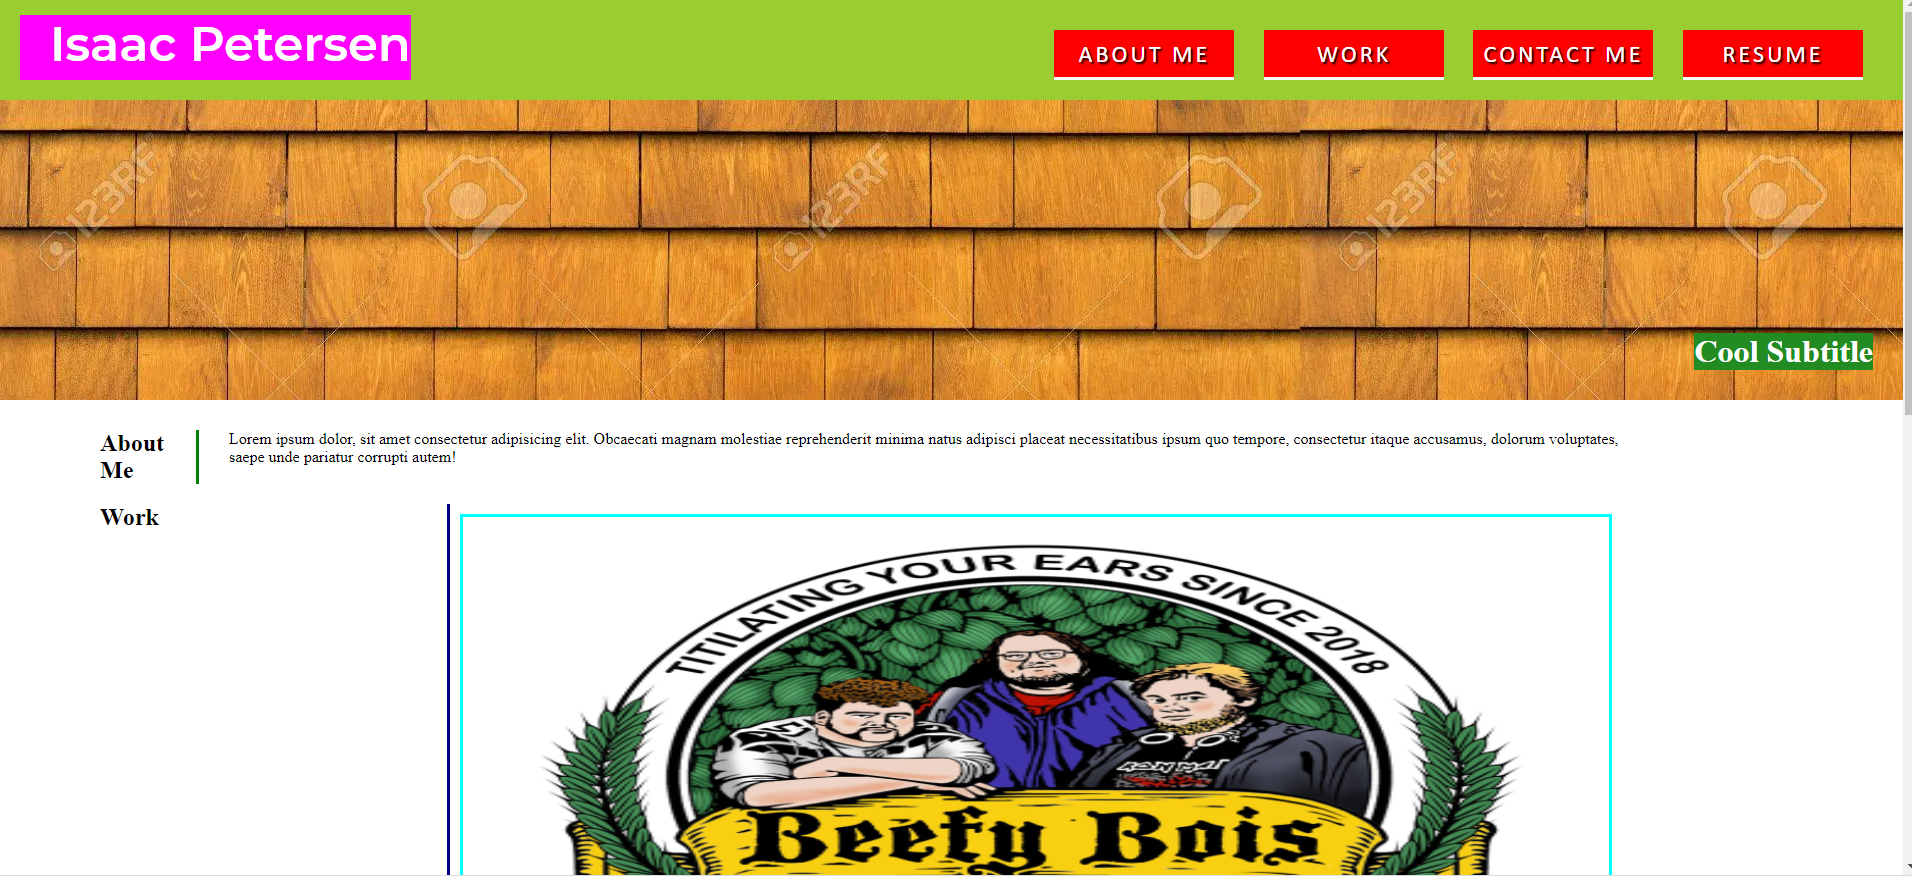 Isaac Petersen
ABOUT ME
WORK
CONTACT ME
RESUME
123RF
123RF
123RF
Cool Subtitle
About
Me
Lorem ipsum dolor, sit amet consectetur adipisicing elit. Obcaecati magnam molestiae reprehenderit minima natus adipisci placeat necessitatibus ipsum quo tempore, consectetur itaque accusamus, dolorum voluptates,
saepe unde pariatur corrupti autem!
Work
TITILATING YOUR EARS SINCE 2018
Beefy Bois